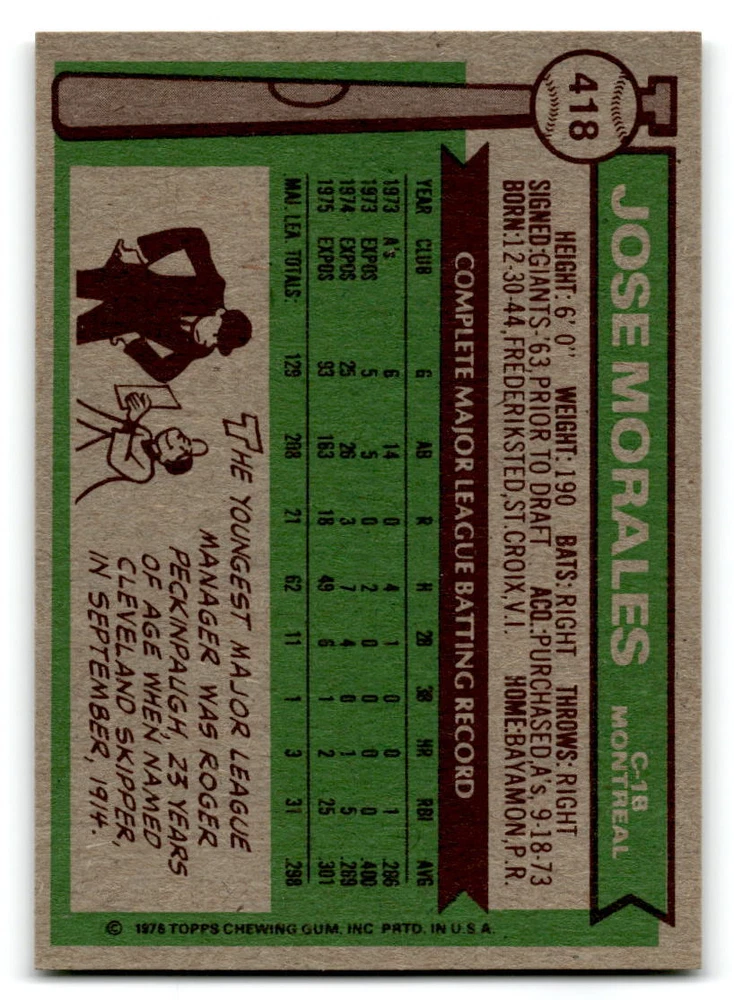 418
JOSE MORALES
C-1B
MONTREAL
HEIGHT: 6' 0" WEIGHT: 190 BATS: RIGHT THROWS: RIGHT
SIGNED: GIANTS-'63, PRIOR TO DRAFT ACQ.: PURCHASED, A's, 9-18-73
BORN: 12-30-44, FREDERIKSTED, ST. CROIX, V.I. HOME: BAYAMON, P.R.
COMPLETE MAJOR LEAGUE BATTING RECORD
YEAR CLUB G AB R H 2B 3B HR RBI AVG
1973 A's 6 14 0 4 1 0 0 1 .286
1973 EXPOS 5 5 0 2 0 0 0 0 .400
1974 EXPOS 25 26 3 7 4 0 1 5 .269
1975 EXPOS 93 163 18 49 6 1 2 25 .301
MAJ. LEA. TOTALS: 129 208 21 62 11 1 3 31 .298
THE YOUNGEST MAJOR LEAGUE
MANAGER WAS ROGER
PECKINPAUGH, 23 YEARS
OF AGE WHEN NAMED
CLEVELAND SKIPPER,
IN SEPTEMBER, 1914.
© 1976 TOPPS CHEWING GUM, INC PRTD. IN U.S.A.